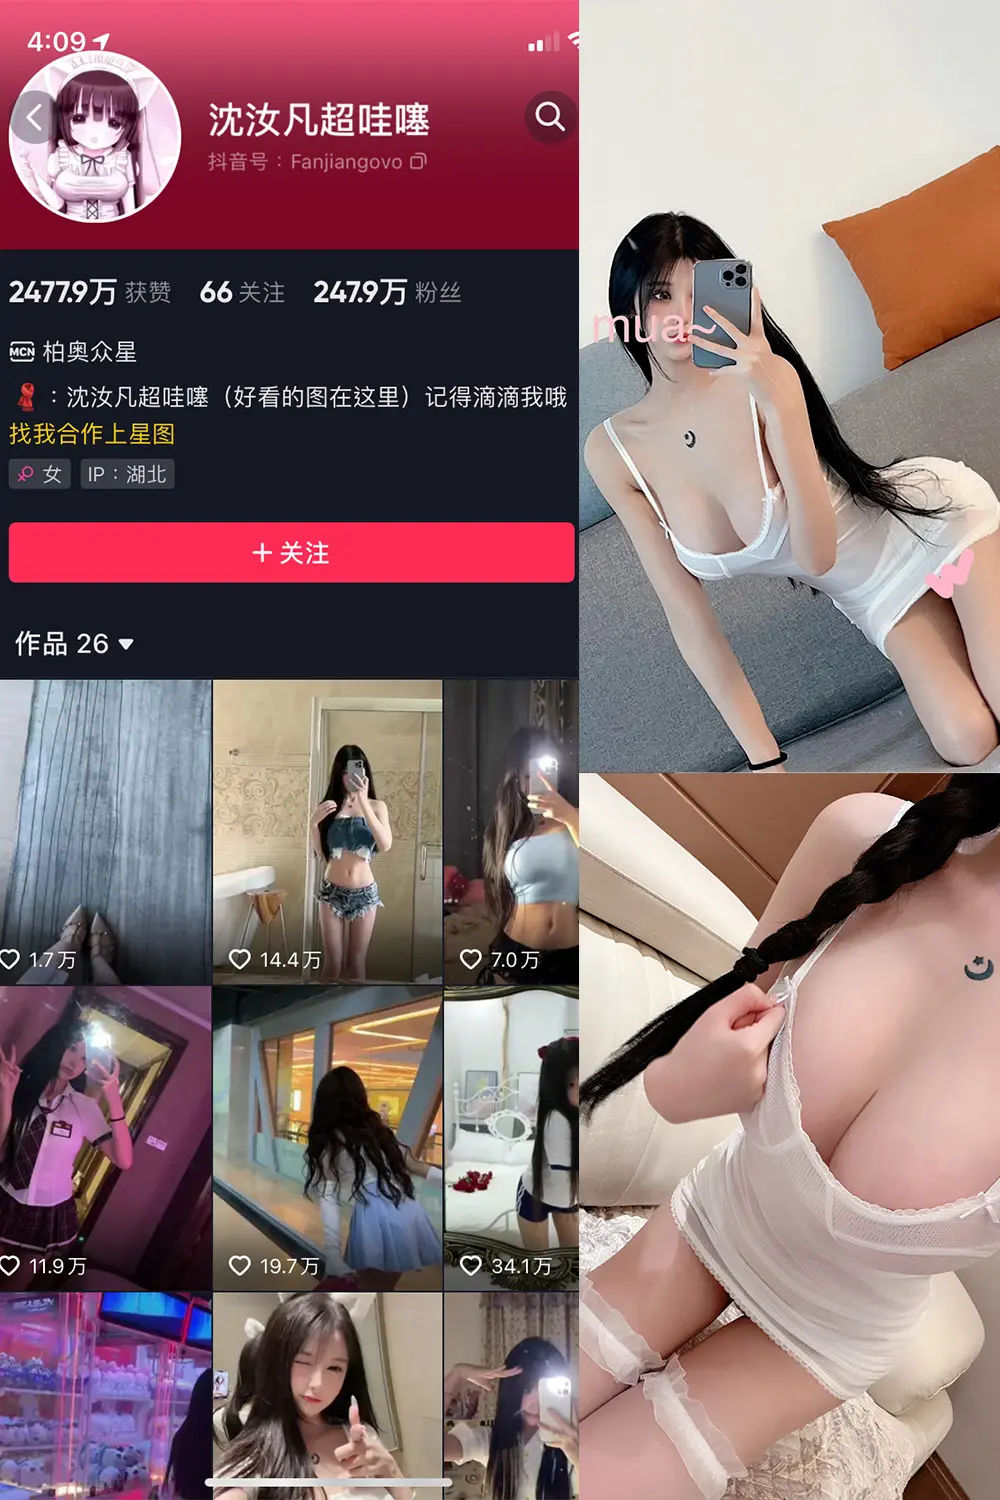 4:09
沈汝凡超哇噻
抖音号：Fanjiangovo
2477.9万 获赞 66 关注 247.9万 粉丝
MCN 柏奥众星
：沈汝凡超哇噻（好看的图在这里）记得滴滴我哦
找我合作上星图
女 IP：湖北
+ 关注
作品 26
1.7万
14.4万
7.0万
11.9万
19.7万
34.1万
mua~